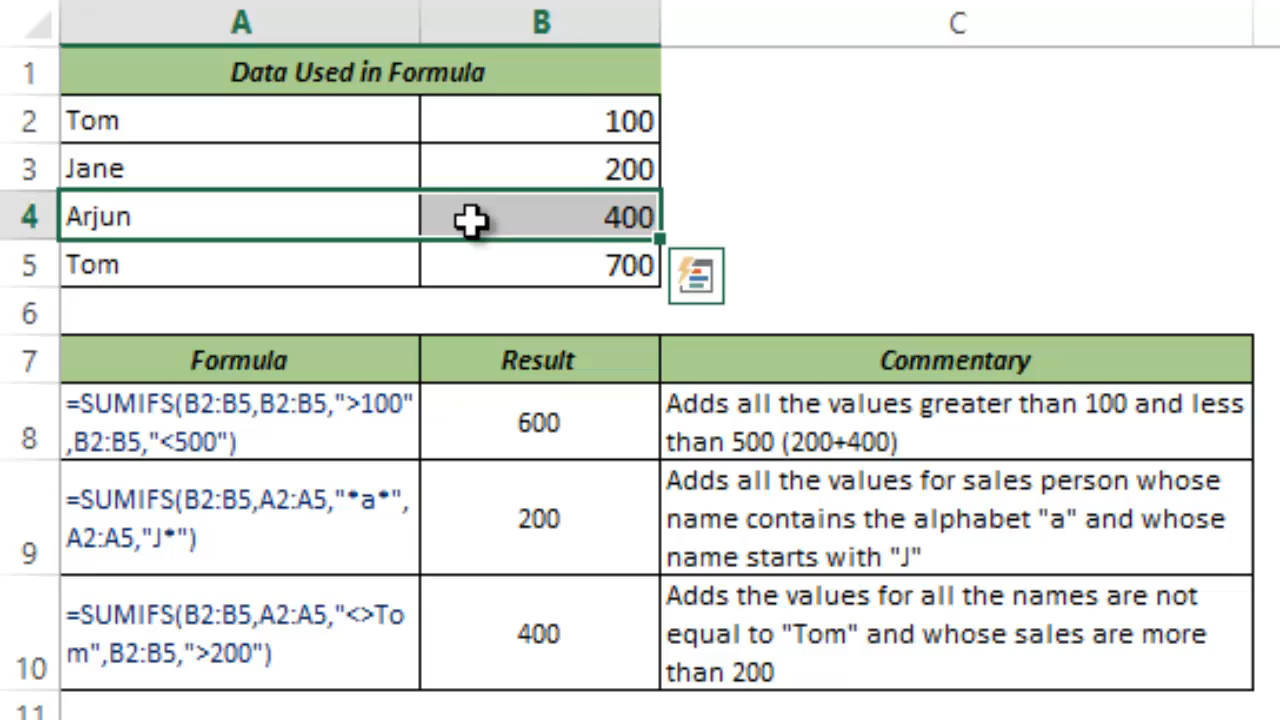 A B C
1 Data Used in Formula
2 Tom 100
3 Jane 200
4 Arjun 400
5 Tom 700
6
7 Formula Result Commentary
8 =SUMIFS(B2:B5,B2:B5,">100"
,B2:B5,"<500")
600
Adds all the values greater than 100 and less
than 500 (200+400)
9 =SUMIFS(B2:B5,A2:A5,"*a*",
A2:A5,"J*")
200
Adds all the values for sales person whose
name contains the alphabet "a" and whose
name starts with "J"
10 =SUMIFS(B2:B5,A2:A5,"<>To
m",B2:B5,">200")
400
Adds the values for all the names are not
equal to "Tom" and whose sales are more
than 200
11